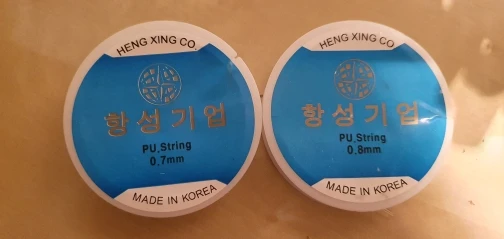 HENG XING CO.
항성기업
PU,String
0.7mm
MADE IN KOREA
HENG XING CO
항성기업
PU,String
0.8mm
MADE IN KOREA